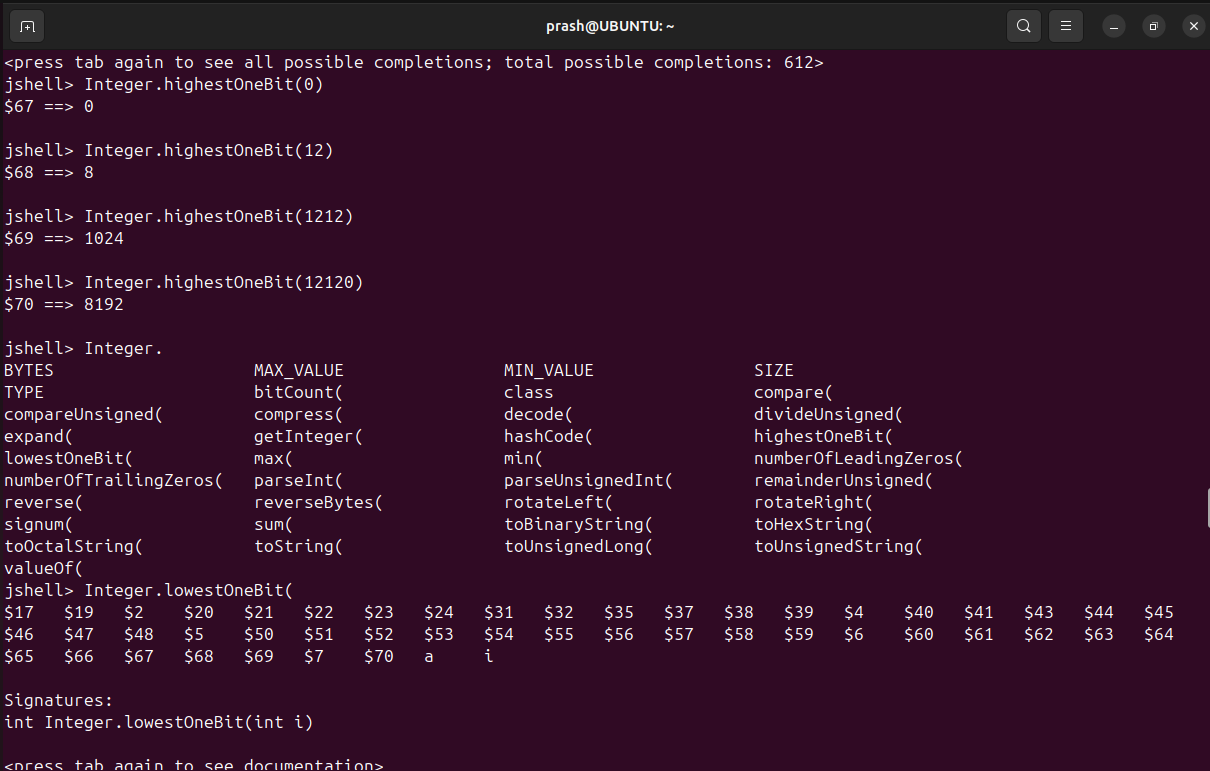 prash@UBUNTU: ~
<press tab again to see all possible completions; total possible completions: 612>
jshell> Integer.highestOneBit(0)
$67 ==> 0
jshell> Integer.highestOneBit(12)
$68 ==> 8
jshell> Integer.highestOneBit(1212)
$69 ==> 1024
jshell> Integer.highestOneBit(12120)
$70 ==> 8192
jshell> Integer.
BYTES MAX_VALUE MIN_VALUE SIZE
TYPE bitCount( class compare(
compareUnsigned( compress( decode( divideUnsigned(
expand( getInteger( hashCode( highestOneBit(
lowestOneBit( max( min( numberOfLeadingZeros(
numberOfTrailingZeros( parseInt( parseUnsignedInt( remainderUnsigned(
reverse( reverseBytes( rotateLeft( rotateRight(
signum( sum( toBinaryString( toHexString(
toOctalString( toString( toUnsignedLong( toUnsignedString(
valueOf(
jshell> Integer.lowestOneBit(
$17 $19 $2 $20 $21 $22 $23 $24 $31 $32 $35 $37 $38 $39 $4 $40 $41 $43 $44 $45
$46 $47 $48 $5 $50 $51 $52 $53 $54 $55 $56 $57 $58 $59 $6 $60 $61 $62 $63 $64
$65 $66 $67 $68 $69 $7 $70 a i
Signatures:
int Integer.lowestOneBit(int i)
<press tab again to see documentation>